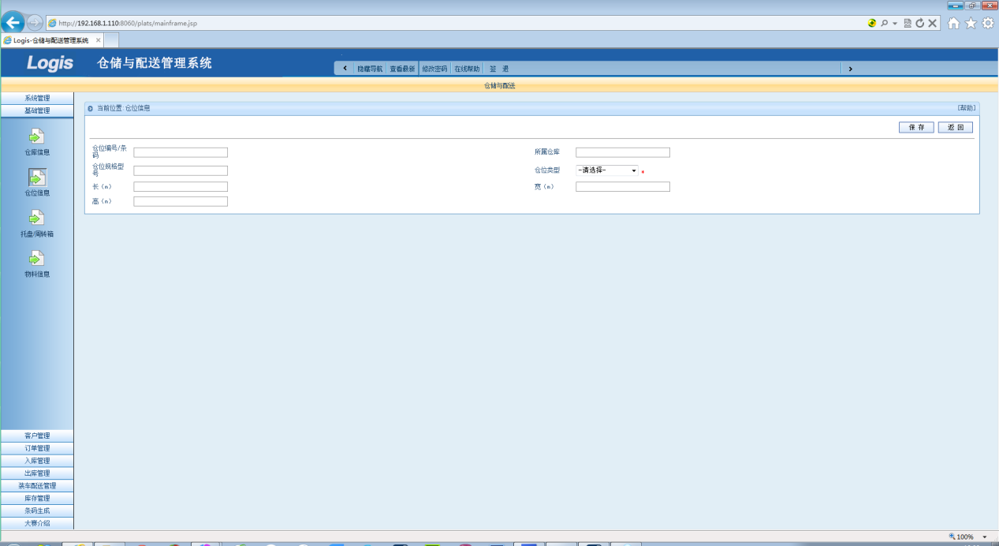 http://192.168.1.110:8060/plats/mainframe.jsp
Logis-仓储与配送管理系统
Logis 仓储与配送管理系统
隐藏导航 查看最新 修改密码 在线帮助 签 退
仓储与配送
系统管理
基础管理
仓库信息
仓位信息
托盘/周转箱
物料信息
客户管理
订单管理
入库管理
出库管理
装车配送管理
库存管理
条码生成
大赛介绍
当前位置:仓位信息
[帮助]
保 存 返 回
仓位编号/条
码
所属仓库
仓位规格型
号
仓位类型 -请选择- *
长（m） 宽（m）
高（m）
100%